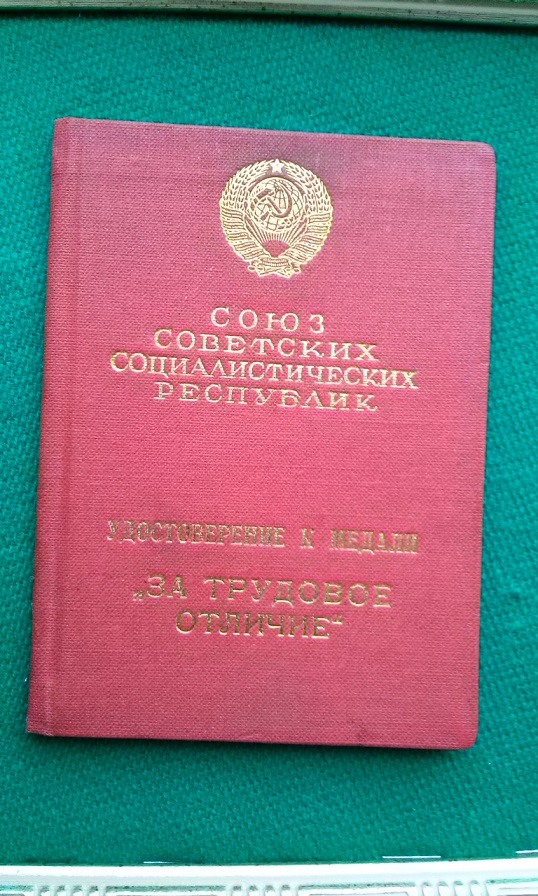 СОЮЗ
СОВЕТСКИХ
СОЦИАЛИСТИЧЕСКИХ
РЕСПУБЛИК
УДОСТОВЕРЕНИЕ К МЕДАЛИ
„ЗА ТРУДОВОЕ
ОТЛИЧИЕ“